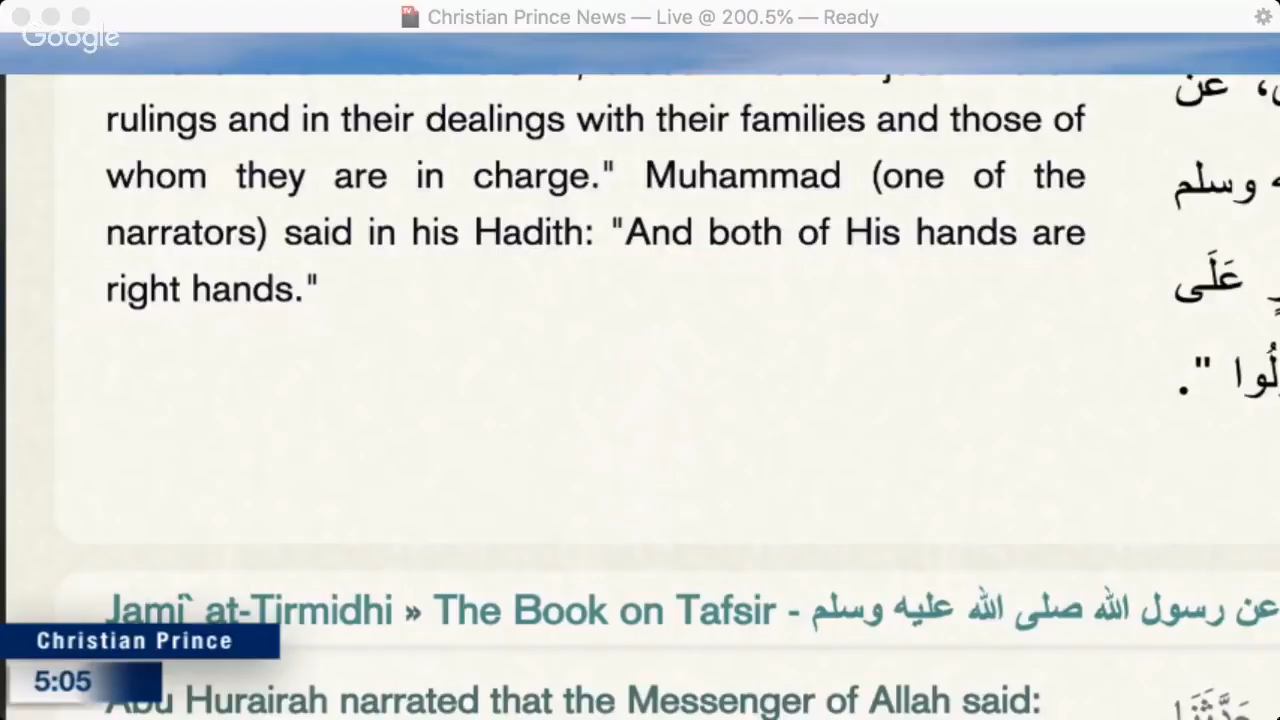 Christian Prince News — Live @ 200.5% — Ready
Google
rulings and in their dealings with their families and those of
whom they are in charge." Muhammad (one of the
narrators) said in his Hadith: "And both of His hands are
right hands."
عن
وسلم
عَلَى
" .
Jami` at-Tirmidhi » The Book on Tafsir - عن رسول الله صلى الله عليه وسلم
Christian Prince
5:05
Abu Hurairah narrated that the Messenger of Allah said: